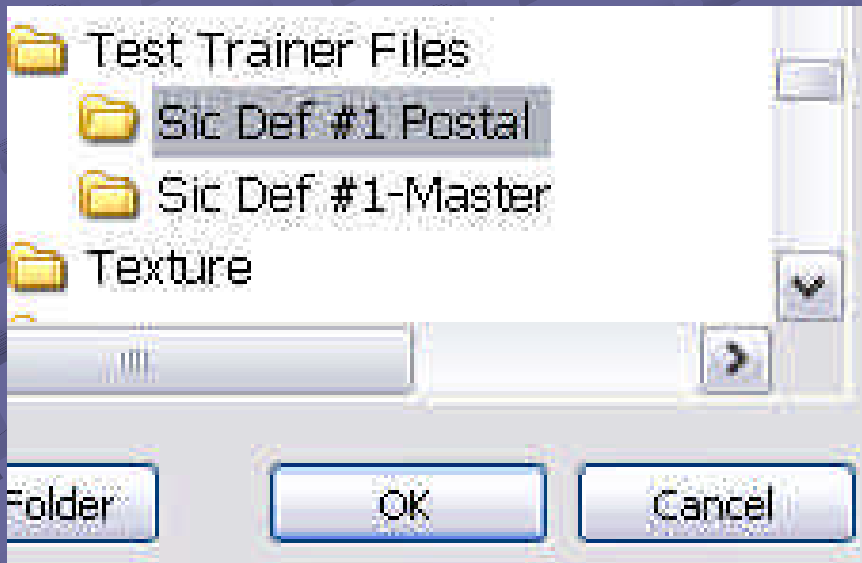 Test Trainer Files
Sic Def #1 Postal
Sic Def #1-Master
Texture
Folder
OK
Cancel